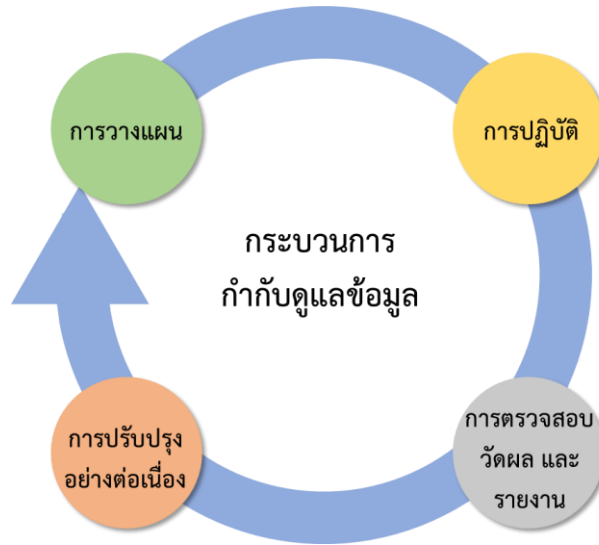 การวางแผน
การปฏิบัติ
กระบวนการ
กำกับดูแลข้อมูล
การปรับปรุง
อย่างต่อเนื่อง
การตรวจสอบ
วัดผล และ
รายงาน